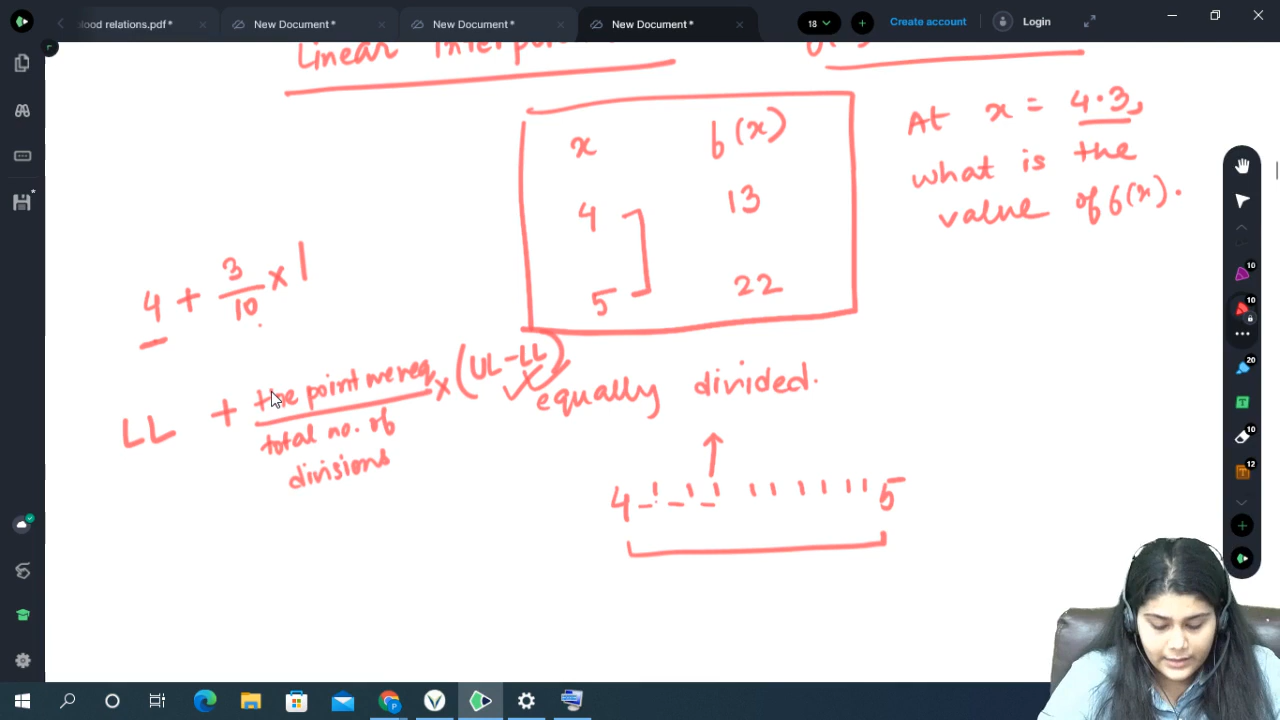 blood relations.pdf*
New Document*
New Document*
New Document*
18
Create account
Login
Linear
At x = 4.3,
what is the
value of f(x).
x f(x)
4 13
5 22
4 + 3/10 × 1
LL + the point we req / total no. of divisions × (UL - LL)
equally divided.
4 5
10
10
20
10
12